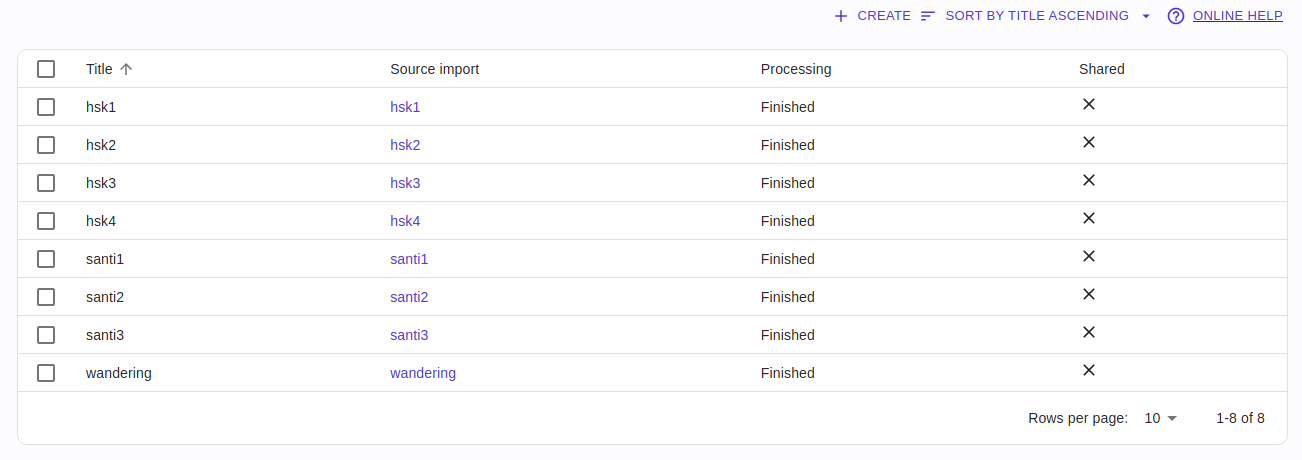 CREATE SORT BY TITLE ASCENDING ONLINE HELP
Title Source import Processing Shared
hsk1 hsk1 Finished
hsk2 hsk2 Finished
hsk3 hsk3 Finished
hsk4 hsk4 Finished
santi1 santi1 Finished
santi2 santi2 Finished
santi3 santi3 Finished
wandering wandering Finished
Rows per page: 10 1-8 of 8